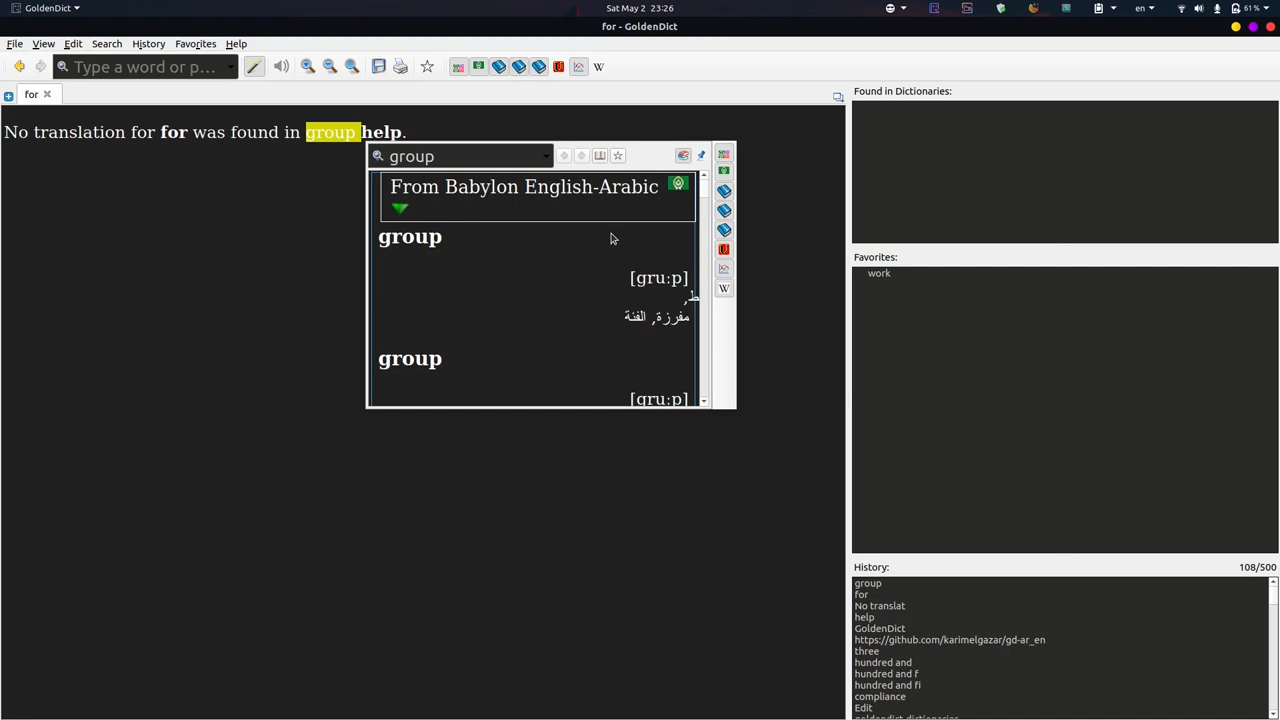 GoldenDict
Sat May 2 23:26
en
61 %
for - GoldenDict
File View Edit Search History Favorites Help
Type a word or p...
W
for
No translation for for was found in group help.
group
From Babylon English-Arabic
group
[gru:p]
ط,
مفرزة, الفئة
group
[gru:p]
W
Found in Dictionaries:
Favorites:
work
History: 108/500
group
for
No translat
help
GoldenDict
https://github.com/karimelgazar/gd-ar_en
three
hundred and
hundred and f
hundred and fi
compliance
Edit
goldendict dictionaries